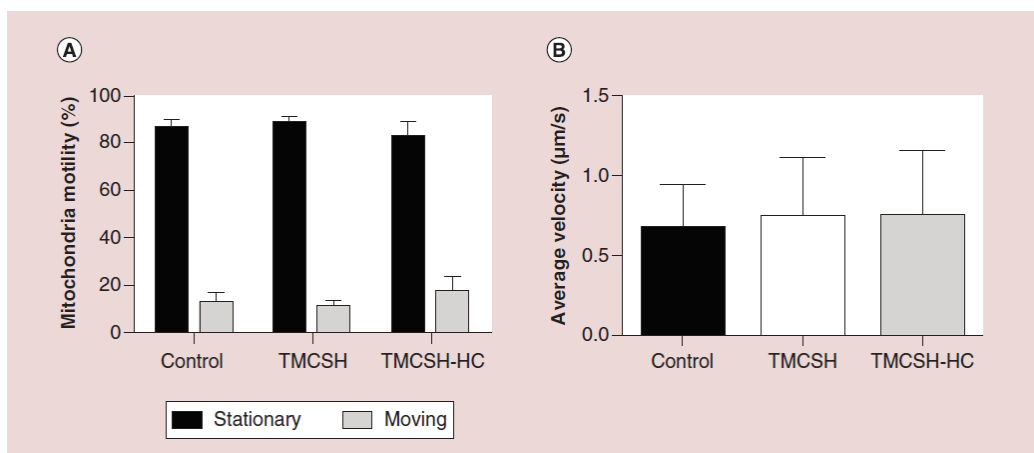 A
Mitochondria motility (%)
100
80
60
40
20
0
Control TMCSH TMCSH-HC
Stationary Moving
B
Average velocity (µm/s)
1.5
1.0
0.5
0.0
Control TMCSH TMCSH-HC